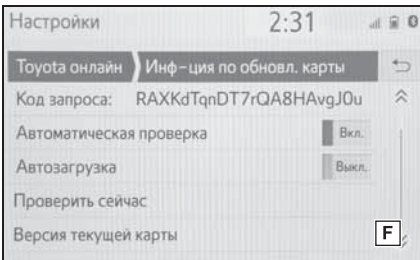 Настройки 2:31
Toyota онлайн Инф-ция по обновл. карты
Код запроса: RAXKdTqnDT7rQA8HAvgJ0u
Автоматическая проверка Вкл.
Автозагрузка Выкл.
Проверить сейчас
Версия текущей карты F